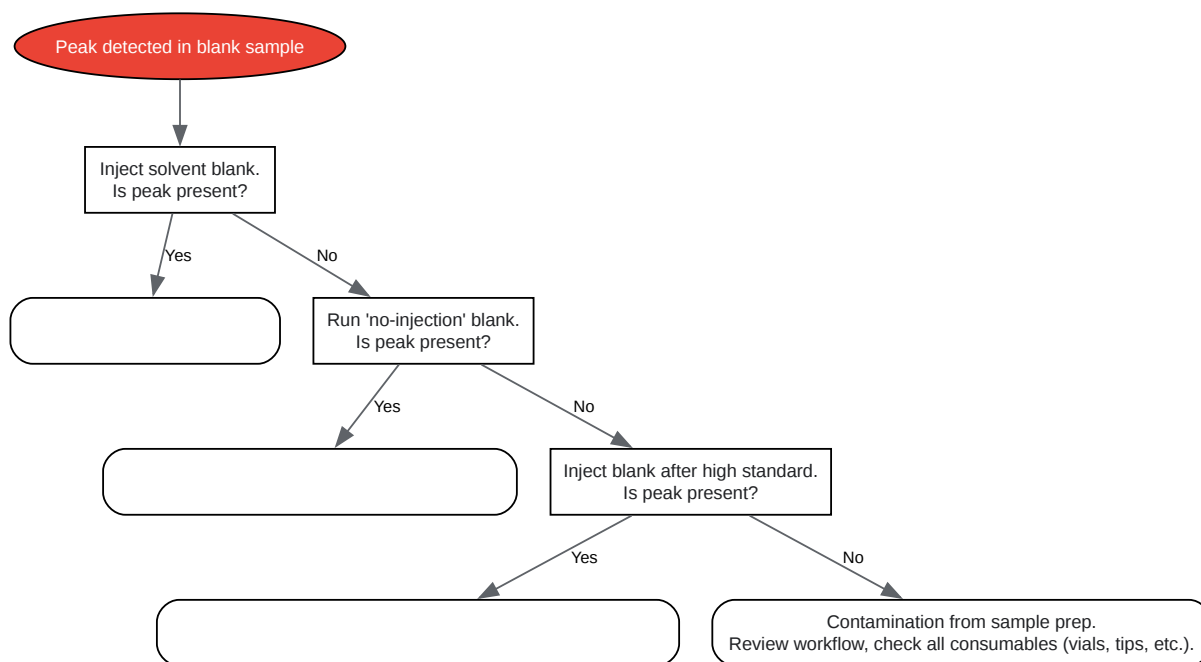 Peak detected in blank sample
Inject solvent blank.
Is peak present?
Yes
No
Run 'no-injection' blank.
Is peak present?
Yes
No
Inject blank after high standard.
Is peak present?
Yes
No
Contamination from sample prep.
Review workflow, check all consumables (vials, tips, etc.).